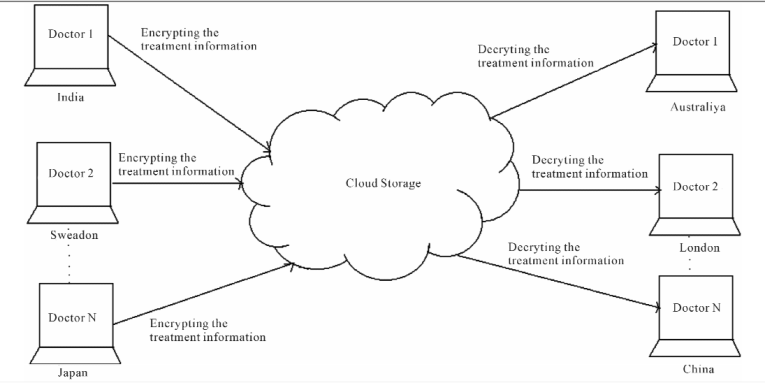 Doctor 1
India
Encrypting the
treatment information
Doctor 2
Sweadon
Encrypting the
treatment information
Doctor N
Japan
Encrypting the
treatment information
Cloud Storage
Decryting the
treatment information
Doctor 1
Australiya
Decryting the
treatment information
Doctor 2
London
Decryting the
treatment information
Doctor N
China